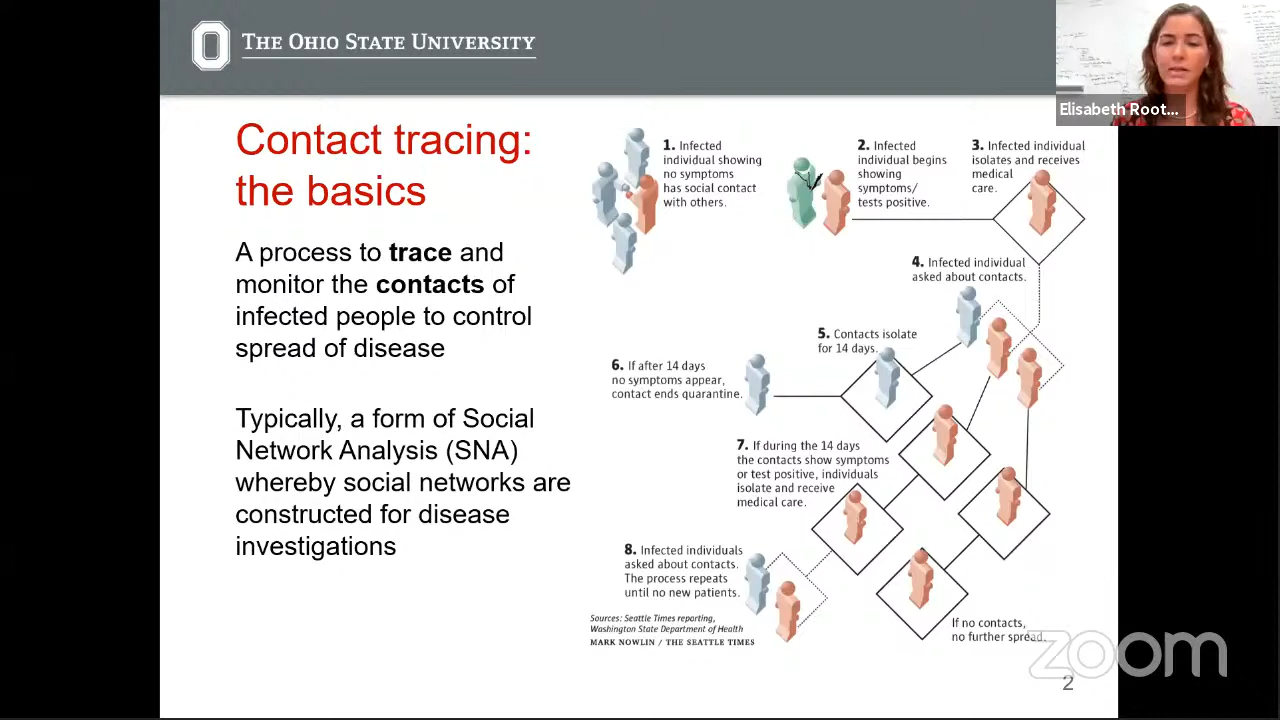 THE OHIO STATE UNIVERSITY
Elisabeth Root...
Contact tracing:
the basics
A process to trace and
monitor the contacts of
infected people to control
spread of disease
Typically, a form of Social
Network Analysis (SNA)
whereby social networks are
constructed for disease
investigations
1. Infected
individual showing
no symptoms
has social contact
with others.
2. Infected
individual begins
showing
symptoms/
tests positive.
3. Infected individual
isolates and receives
medical
care.
4. Infected individual
asked about contacts.
5. Contacts isolate
for 14 days.
6. If after 14 days
no symptoms appear,
contact ends quarantine.
7. If during the 14 days
the contacts show symptoms
or test positive, individuals
isolate and receive
medical care.
8. Infected individuals
asked about contacts.
The process repeats
until no new patients.
If no contacts,
no further spread.
Sources: Seattle Times reporting,
Washington State Department of Health
MARK NOWLIN / THE SEATTLE TIMES
zoom
2